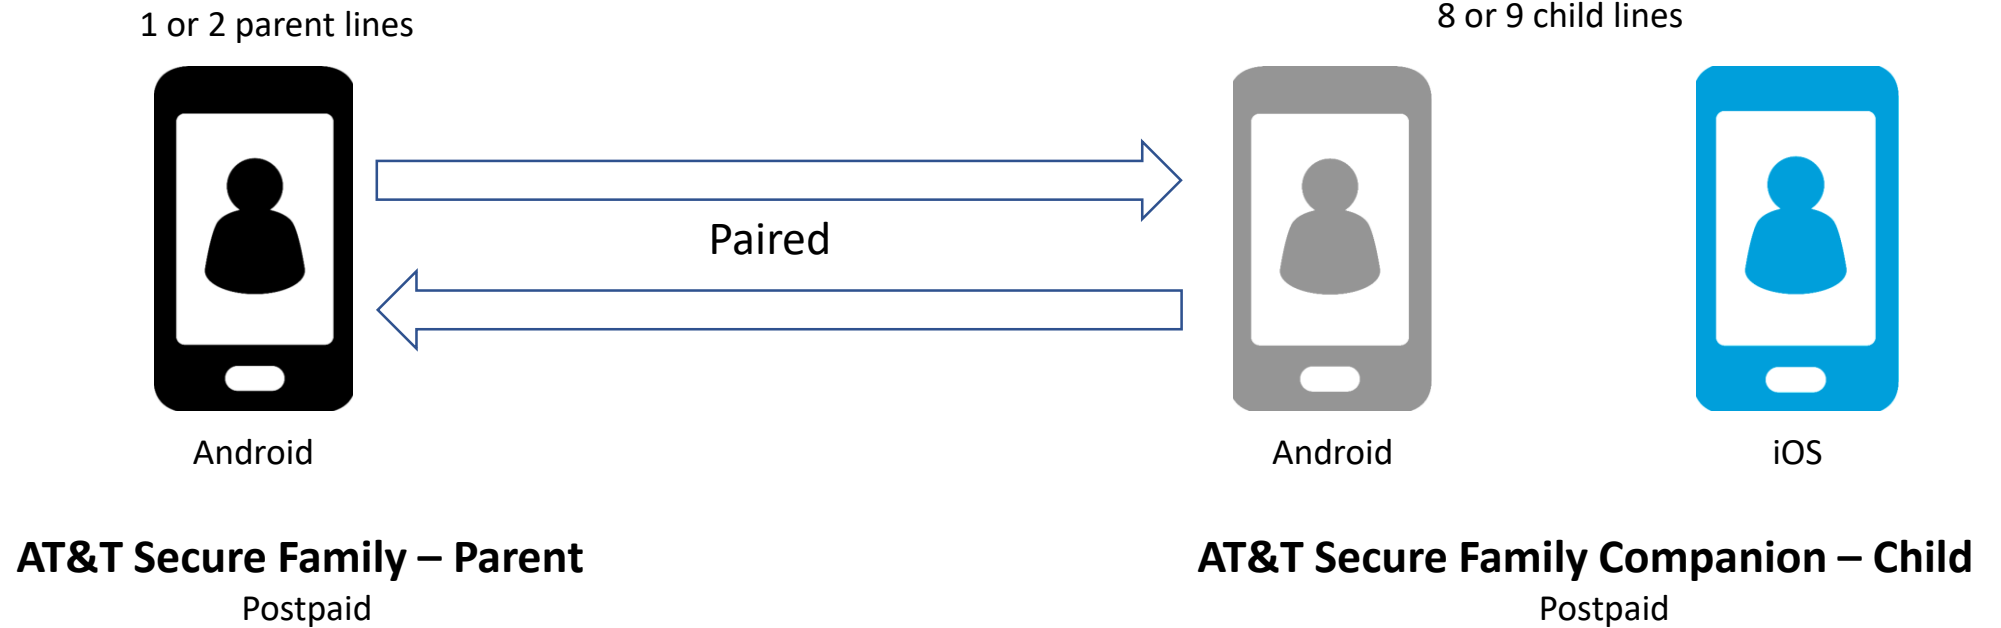 1 or 2 parent lines
8 or 9 child lines
Paired
Android
Android
iOS
AT&T Secure Family – Parent
Postpaid
AT&T Secure Family Companion – Child
Postpaid